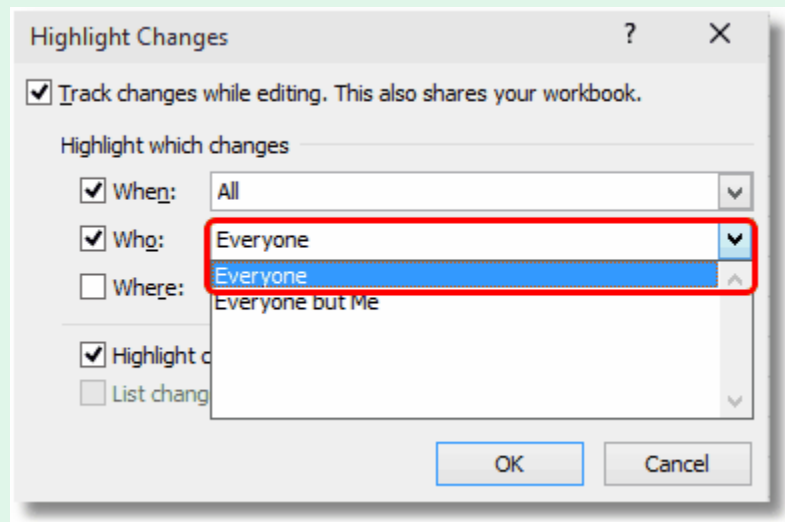 Highlight Changes ? ×
Track changes while editing. This also shares your workbook.
Highlight which changes
When: All
Who: Everyone
Everyone
Where:
Everyone but Me
Highlight
List chang
OK Cancel